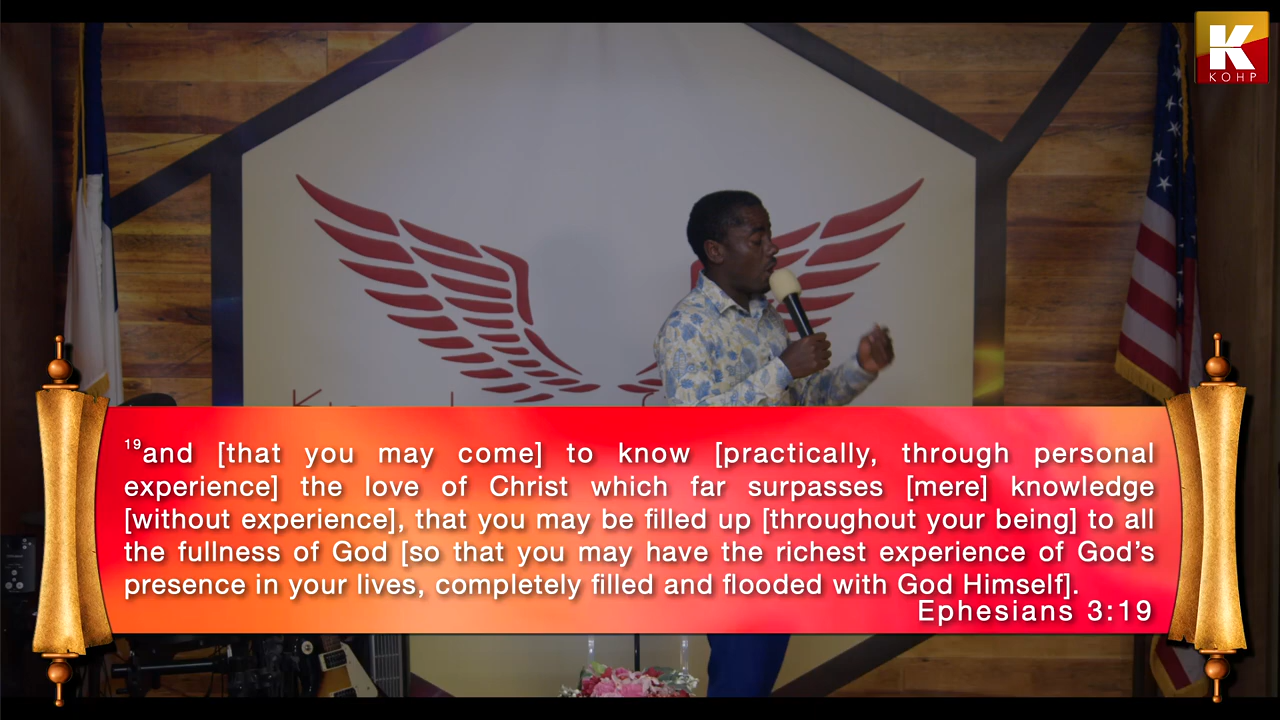 K
KOHP
19and [that you may come] to know [practically, through personal
experience] the love of Christ which far surpasses [mere] knowledge
[without experience], that you may be filled up [throughout your being] to all
the fullness of God [so that you may have the richest experience of God’s
presence in your lives, completely filled and flooded with God Himself].
Ephesians 3:19